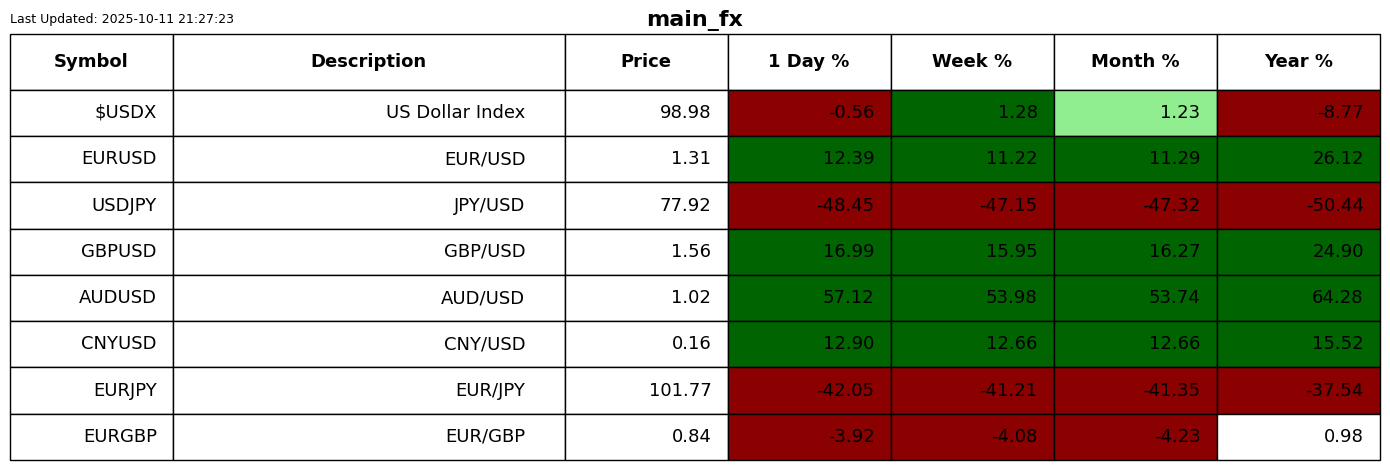 Last Updated: 2025-10-11 21:27:23
main_fx
Symbol Description Price 1 Day % Week % Month % Year %
$USDX US Dollar Index 98.98 -0.56 1.28 1.23 -8.77
EURUSD EUR/USD 1.31 12.39 11.22 11.29 26.12
USDJPY JPY/USD 77.92 -48.45 -47.15 -47.32 -50.44
GBPUSD GBP/USD 1.56 16.99 15.95 16.27 24.90
AUDUSD AUD/USD 1.02 57.12 53.98 53.74 64.28
CNYUSD CNY/USD 0.16 12.90 12.66 12.66 15.52
EURJPY EUR/JPY 101.77 -42.05 -41.21 -41.35 -37.54
EURGBP EUR/GBP 0.84 -3.92 -4.08 -4.23 0.98